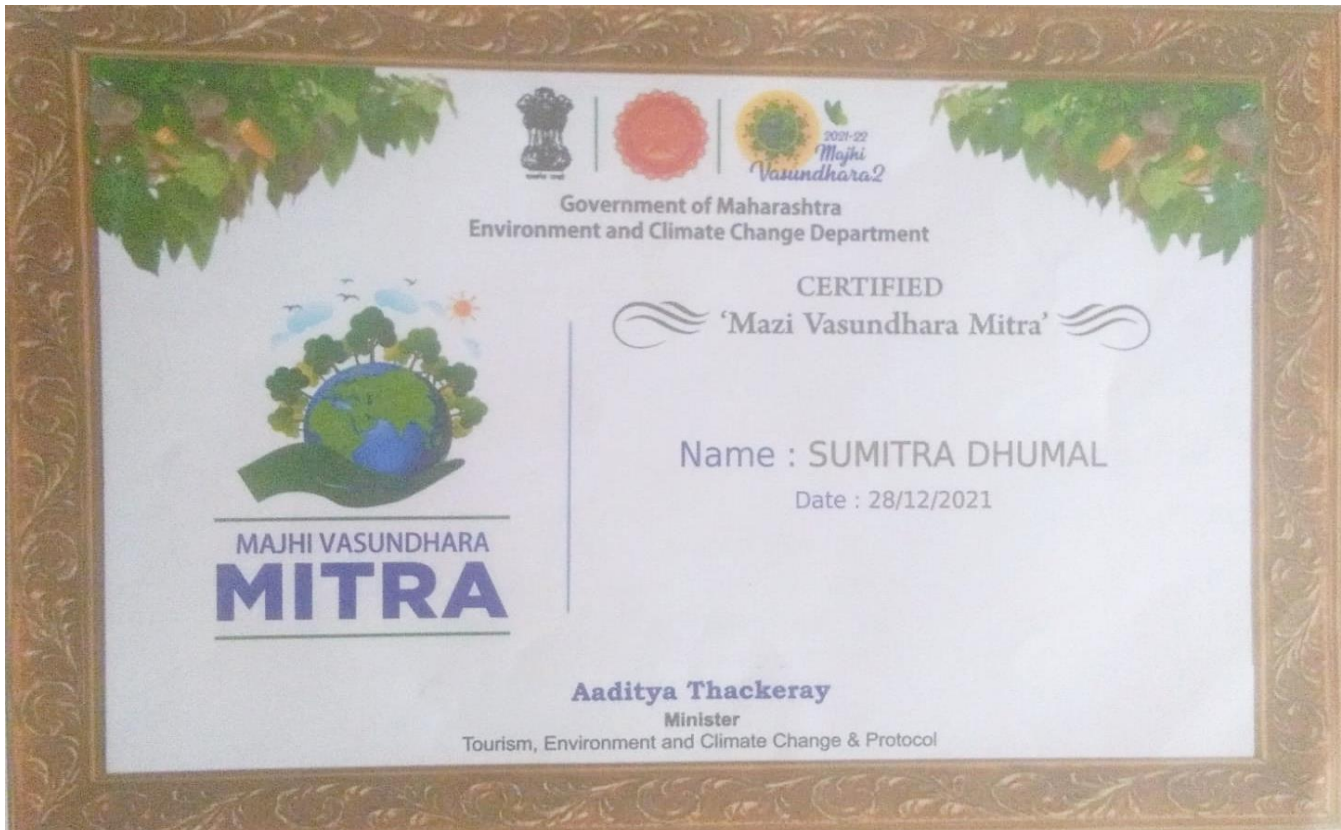 2021-22
Majhi
Vasundhara2
Government of Maharashtra
Environment and Climate Change Department
CERTIFIED
‘Mazi Vasundhara Mitra’
Name : SUMITRA DHUMAL
Date : 28/12/2021
MAJHI VASUNDHARA
MITRA
Aaditya Thackeray
Minister
Tourism, Environment and Climate Change & Protocol